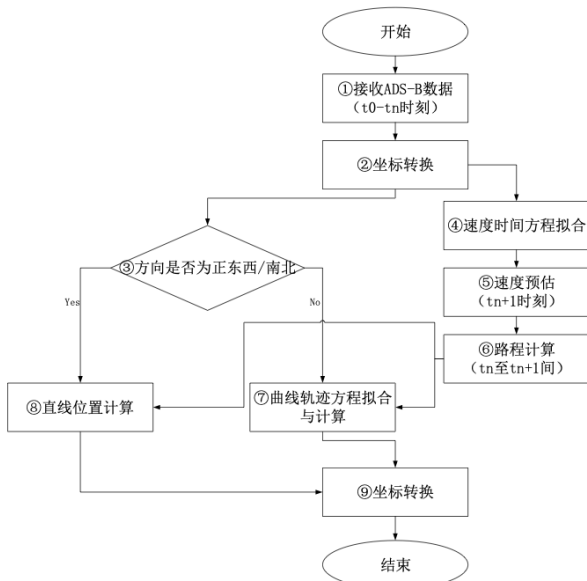 开始
①接收ADS-B数据
（t0-tn时刻）
②坐标转换
③方向是否为正东西/南北
④速度时间方程拟合
⑤速度预估
（tn+1时刻）
Yes
No
⑥路程计算
（tn至tn+1间）
⑧直线位置计算
⑦曲线轨迹方程拟合
与计算
⑨坐标转换
结束